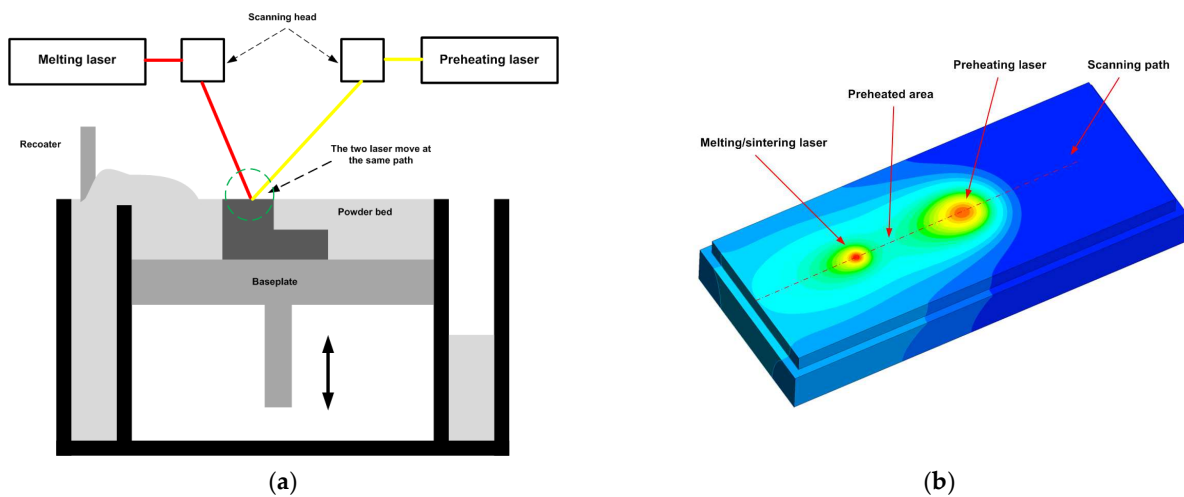 Scanning head
Melting laser
Preheating laser
Recoater
The two laser move at
the same path
Powder bed
Baseplate
(a)
Preheating laser
Scanning path
Preheated area
Melting/sintering laser
(b)